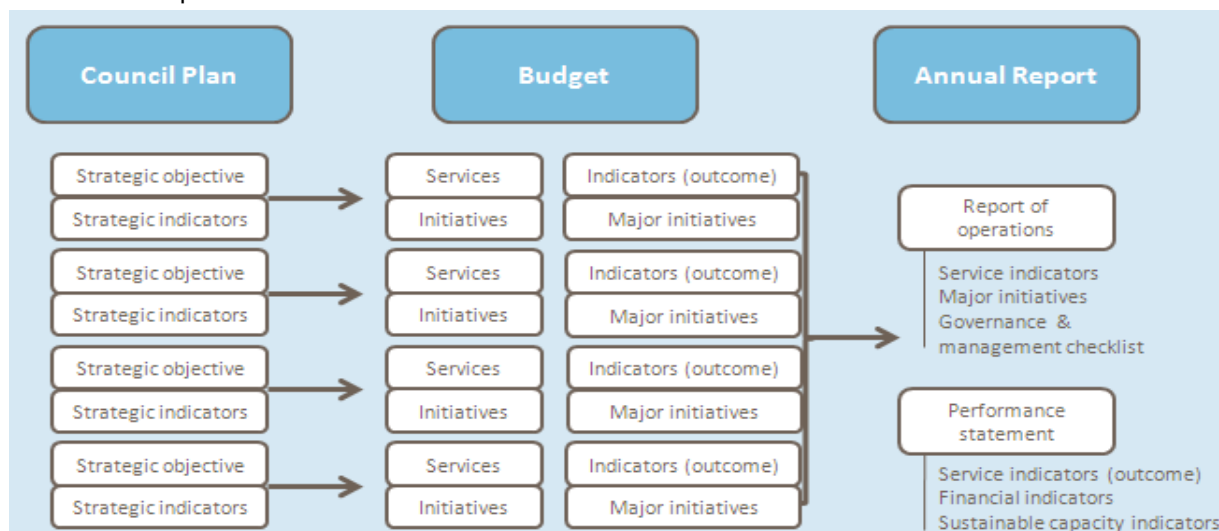 Council Plan
Budget
Annual Report
Strategic objective
Strategic indicators
Services
Initiatives
Indicators (outcome)
Major initiatives
Strategic objective
Strategic indicators
Services
Initiatives
Indicators (outcome)
Major initiatives
Strategic objective
Strategic indicators
Services
Initiatives
Indicators (outcome)
Major initiatives
Strategic objective
Strategic indicators
Services
Initiatives
Indicators (outcome)
Major initiatives
Report of
operations
Service indicators
Major initiatives
Governance &
management checklist
Performance
statement
Service indicators (outcome)
Financial indicators
Sustainable capacity indicators